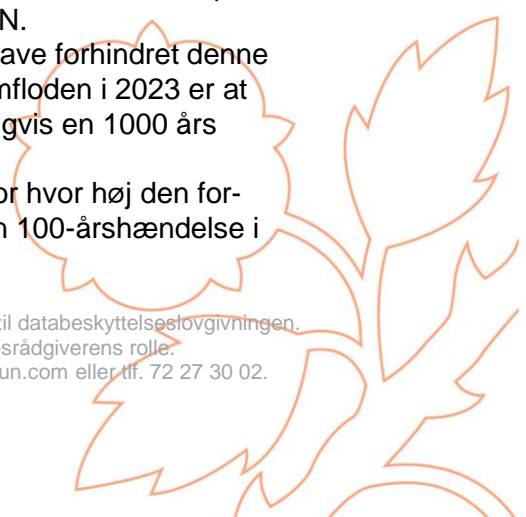 N.
ave forhindret denne
mfloden i 2023 er at
gvis en 1000 års
or hvor høj den for-
n 100-årshændelse i
til databeskyttelseslovgivningen.
esrådgiverens rolle.
un.com eller tlf. 72 27 30 02.